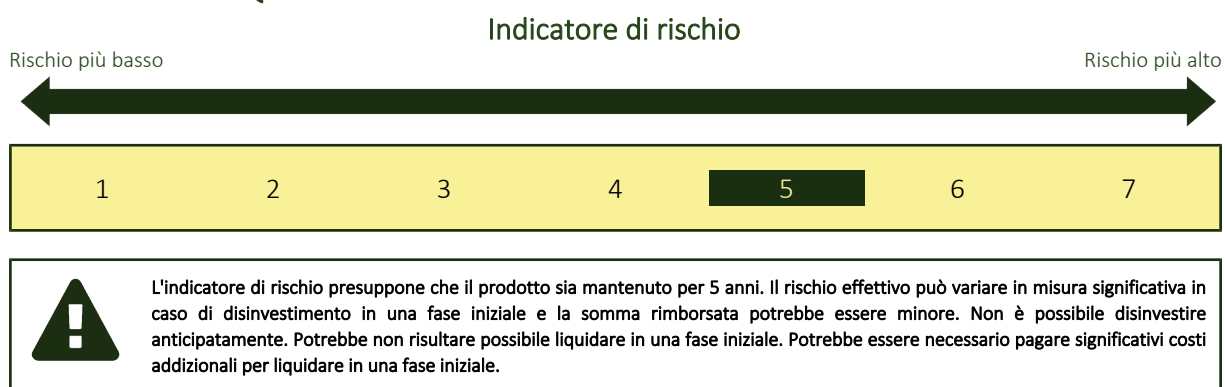 Indicatore di rischio
Rischio più basso
Rischio più alto
1 2 3 4 5 6 7
L'indicatore di rischio presuppone che il prodotto sia mantenuto per 5 anni. Il rischio effettivo può variare in misura significativa in
caso di disinvestimento in una fase iniziale e la somma rimborsata potrebbe essere minore. Non è possibile disinvestire
anticipatamente. Potrebbe non risultare possibile liquidare in una fase iniziale. Potrebbe essere necessario pagare significativi costi
addizionali per liquidare in una fase iniziale.